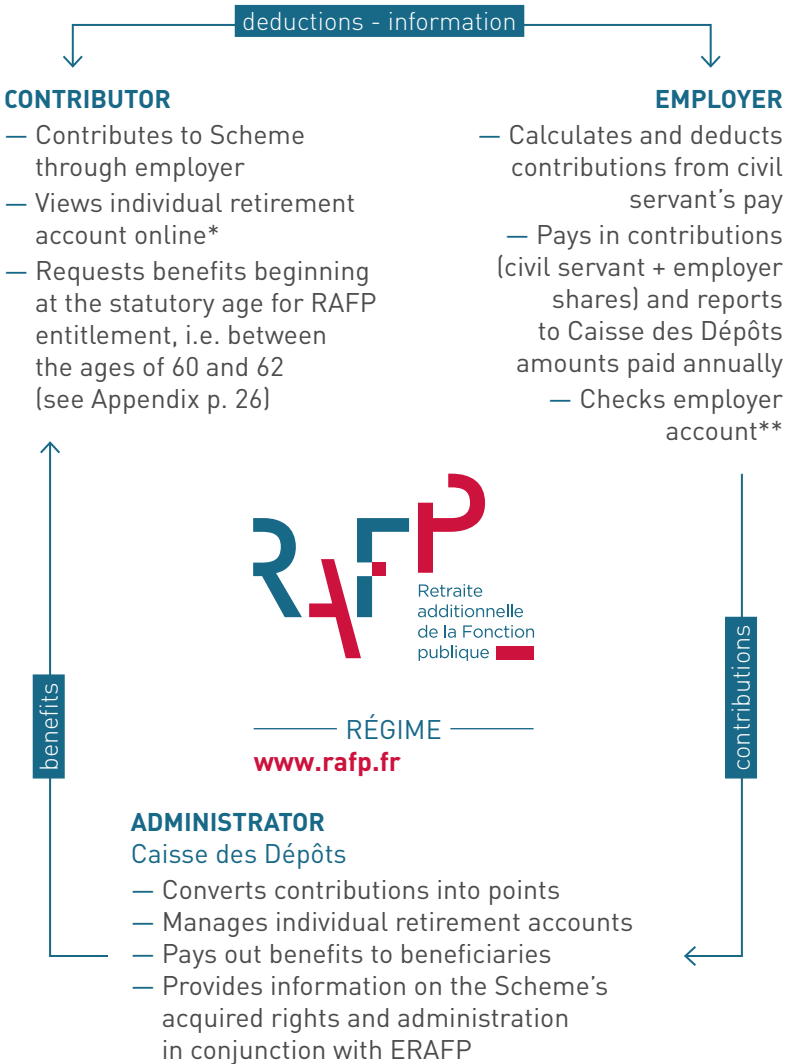 deductions - information
CONTRIBUTOR
— Contributes to Scheme
through employer
— Views individual retirement
account online*
— Requests benefits beginning
at the statutory age for RAFP
entitlement, i.e. between
the ages of 60 and 62
(see Appendix p. 26)
EMPLOYER
— Calculates and deducts
contributions from civil
servant's pay
— Pays in contributions
(civil servant + employer
shares) and reports
to Caisse des Dépôts
amounts paid annually
— Checks employer
account**
RAFP
Retraite
additionnelle
de la Fonction
publique
benefits
contributions
RÉGIME
www.rafp.fr
ADMINISTRATOR
Caisse des Dépôts
— Converts contributions into points
— Manages individual retirement accounts
— Pays out benefits to beneficiaries
— Provides information on the Scheme's
acquired rights and administration
in conjunction with ERAFP